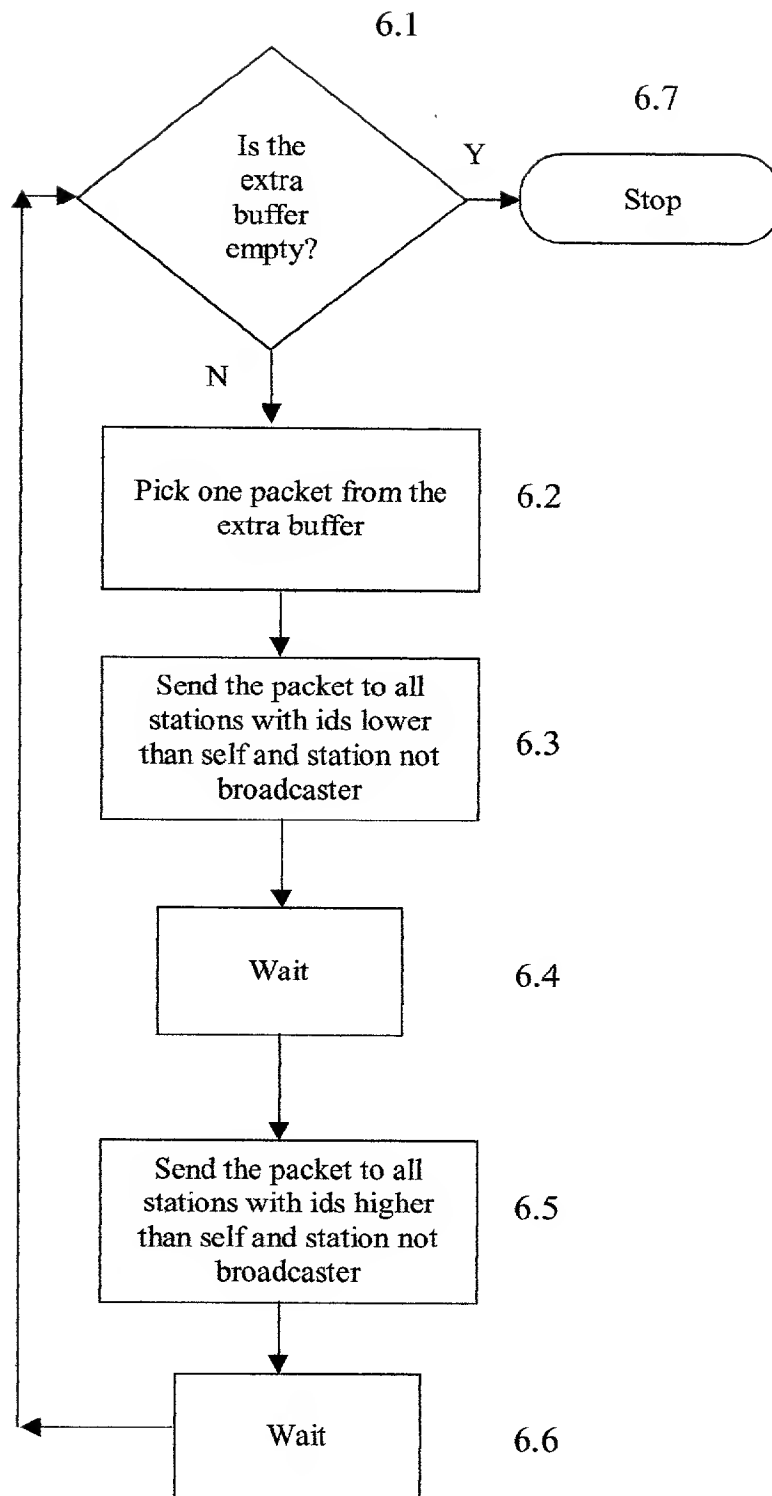 6.1
6.7
Is the
extra
buffer
empty?
Y
Stop
N
Pick one packet from the
extra buffer
6.2
Send the packet to all
stations with ids lower
than self and station not
broadcaster
6.3
Wait
6.4
Send the packet to all
stations with ids higher
than self and station not
broadcaster
6.5
Wait
6.6